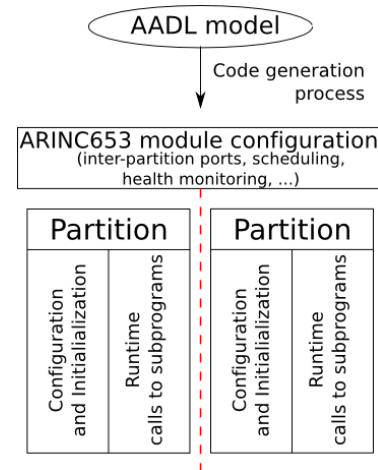 AADL model
Code generation
process
ARINC653 module configuration
(inter-partition ports, scheduling,
health monitoring, ...)
Partition
Configuration
and Initialization
Runtime
calls to subprograms
Partition
Configuration
and Initialization
Runtime
calls to subprograms